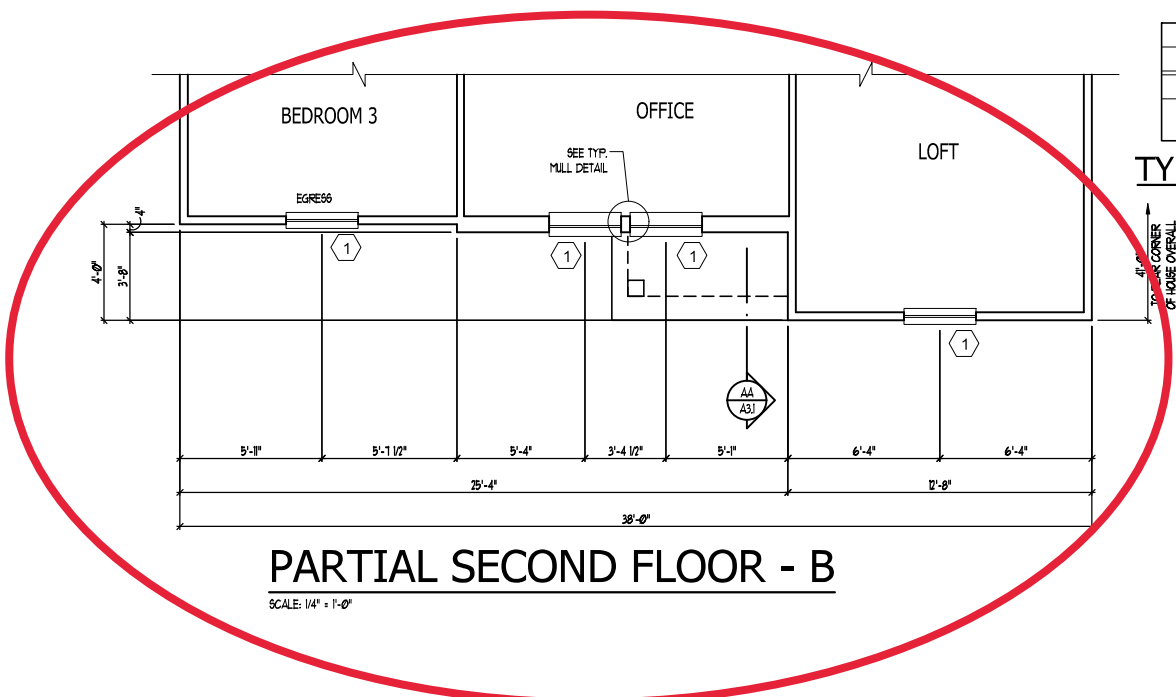 BEDROOM 3
OFFICE
LOFT
SEE TYP.
MULL DETAIL
EGRESS
TY
1
1
1
1
4"
4'-0"
3'-8"
TO REAR CORNER
OF HOUSE OVERALL
AA
A3.1
5'-11"
5'-7 1/2"
5'-4"
3'-4 1/2"
5'-1"
6'-4"
6'-4"
25'-4"
12'-8"
38'-0"
PARTIAL SECOND FLOOR - B
SCALE: 1/4" = 1'-0"